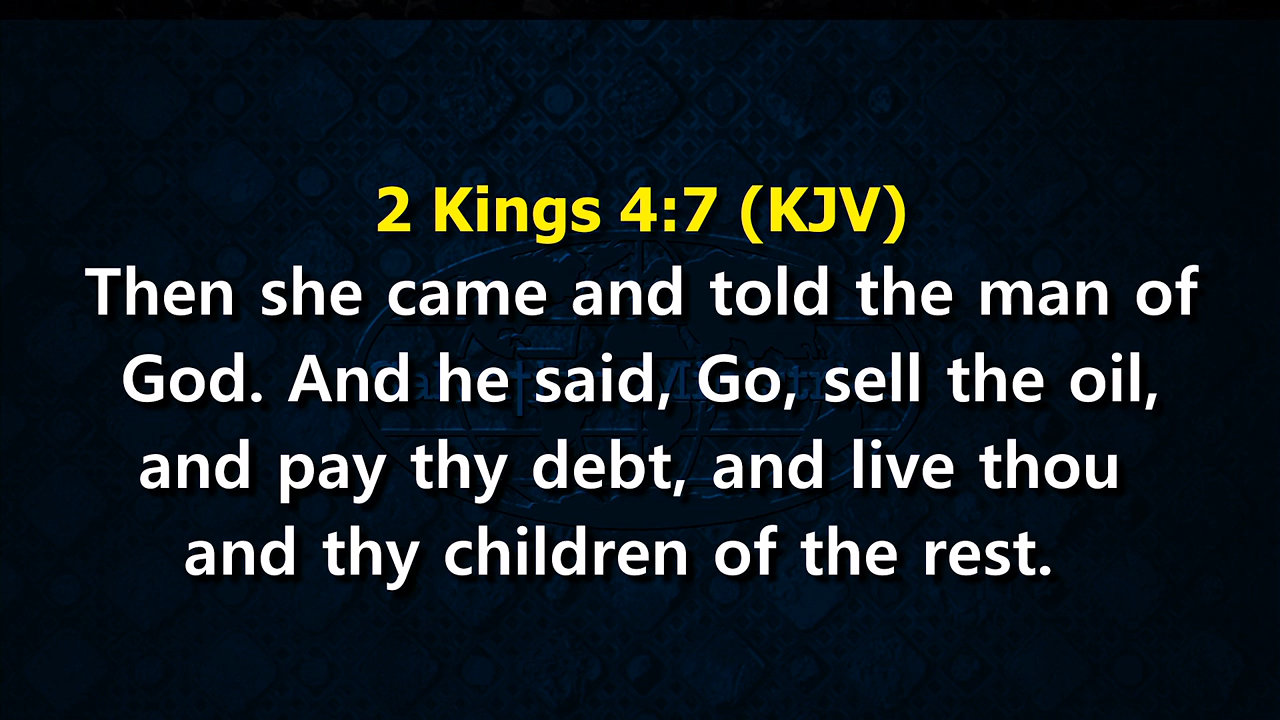 2 Kings 4:7 (KJV)
Then she came and told the man of
God. And he said, Go, sell the oil,
and pay thy debt, and live thou
and thy children of the rest.